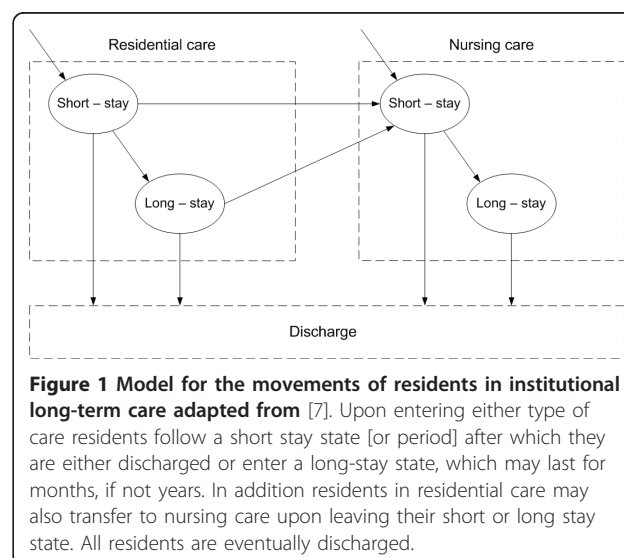 Residential care
Nursing care
Short – stay
Short – stay
Long – stay
Long – stay
Discharge
Figure 1 Model for the movements of residents in institutional
long-term care adapted from [7]. Upon entering either type of
care residents follow a short stay state [or period] after which they
are either discharged or enter a long-stay state, which may last for
months, if not years. In addition residents in residential care may
also transfer to nursing care upon leaving their short or long stay
state. All residents are eventually discharged.